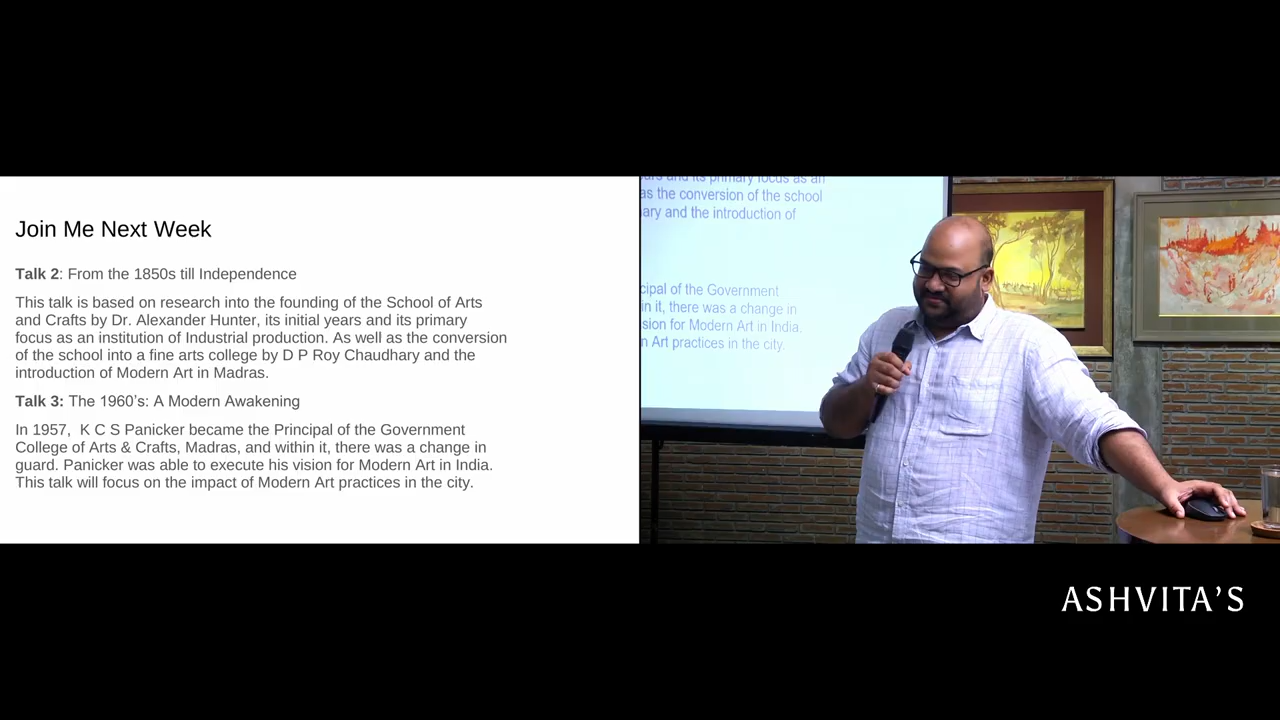 Join Me Next Week
Talk 2: From the 1850s till Independence
This talk is based on research into the founding of the School of Arts
and Crafts by Dr. Alexander Hunter, its initial years and its primary
focus as an institution of Industrial production. As well as the conversion
of the school into a fine arts college by D P Roy Chaudhary and the
introduction of Modern Art in Madras.
Talk 3: The 1960's: A Modern Awakening
In 1957,  K C S Panicker became the Principal of the Government
College of Arts & Crafts, Madras, and within it, there was a change in
guard. Panicker was able to execute his vision for Modern Art in India.
This talk will focus on the impact of Modern Art practices in the city.
and its primary focus as an
as the conversion of the school
and the introduction of
of the Government
in it, there was a change in
for Modern Art in India.
Art practices in the city.
ASHVITA'S